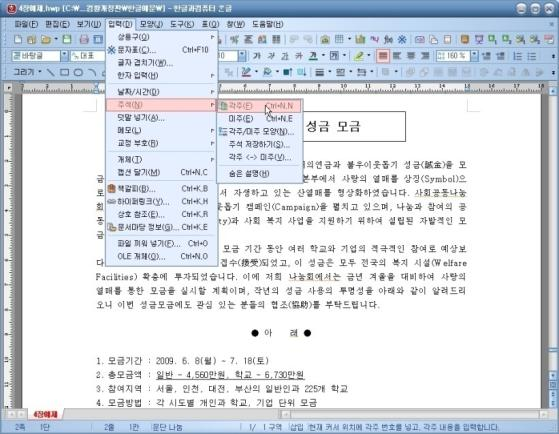 4장예제.hwp [C:₩...컴활개정판₩한글예문₩] - 한글과컴퓨터 흔글
파일(F) 편집(E) 보기(U) 입력(D) 모양(J) 도구(K) 표(Q) 창(W) 도움말(H)
바탕글 대표 160 %
그리기
상용구(Q)
문자표(C)... Ctrl+F10
글자 겹치기(W)...
한자 입력(H)
날짜/시간(D)
주석(N)
덧말 넣기(A)...
메모(L)
교정 부호(R)
개체(T)
캡션 달기(M) Ctrl+N,C
책갈피(B)... Ctrl+K,B
하이퍼링크(Y)... Ctrl+K,H
상호 참조(E)... Ctrl+K,R
문서마당 정보(G)... Ctrl+K,E
파일 끼워 넣기(F)... Ctrl+O
OLE 개체(O)... Ctrl+N,O
각주(F) Ctrl+N,N
미주(E) Ctrl+N,E
각주/미주 모양(N)...
주석 저장하기(S)...
각주 <-> 미주(V)...
숨은 설명(H)
성금 모금
의연금과 불우이웃돕기 성금(誠金)을 모
본부에서 사랑의 열매를 상징(Symbol)으
로 서 자생하고 있는 산열매를 형상화하였습니다. 사회공동나눔
돕기 캠페인(Campaign)을 펼치고 있으며, 나눔과 참여의 공
ty)과 사회 복지 사업을 지원하기 위하여 설립된 자발적인 모
모금 기간 동안 여러 학교와 기업의 적극적인 참여로 예상보
접수(接受)되었고, 이 성금은 모두 전국의 복지 시설(Welfare
Facilities) 확충에 투자되었습니다. 이에 저희 나눔회에서는 금년 겨울을 대비하여 사랑의
열매를 통한 모금을 실시할 계획이며, 작년의 성금 사용의 투명성을 아래와 같이 알려드리
오니 이번 성금모금에도 관심 있는 분들의 협조(協助)를 부탁드립니다.
● 아 래 ●
1. 모금기간 : 2009. 6. 8(월) ~ 7. 18(토)
2. 총모금액 : 일반 - 4,560만원, 학교 - 6,730만원
3. 참여지역 : 서울, 인천, 대전, 부산의 일반인과 225개 학교
4. 모금방법 : 각 시도별 개인과 학교, 기업 단위 모금
4장예제
2쪽 1단 2줄 1칸 문단 나눔 1/ 1 구역 삽입 현재 커서 위치에 각주 번호를 넣고, 각주 내용을 입력합니다.